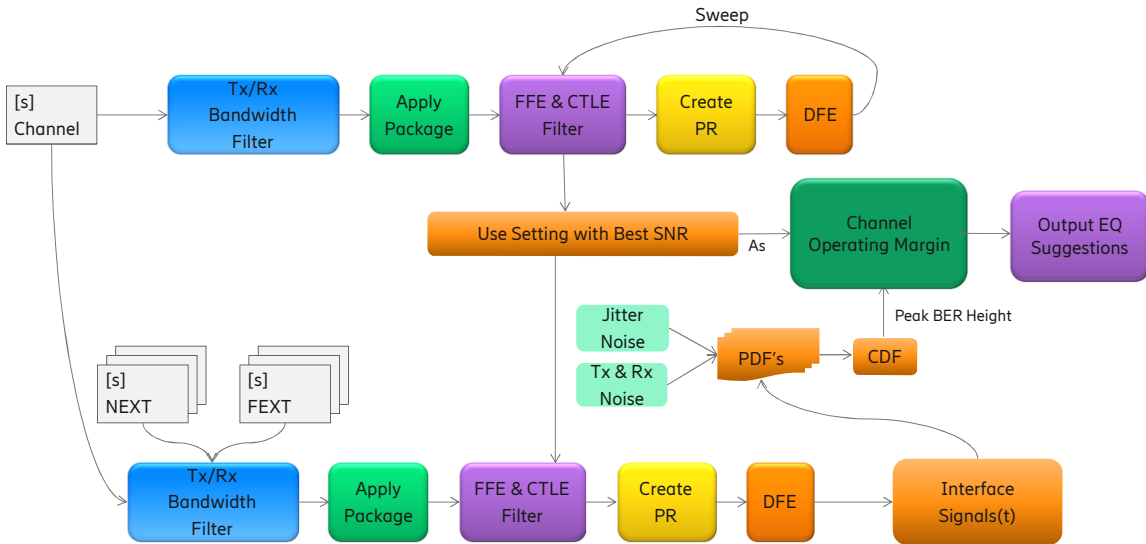 Sweep
[s]
Channel
Tx/Rx
Bandwidth
Filter
Apply
Package
FFE & CTLE
Filter
Create
PR
DFE
Use Setting with Best SNR
As
Channel
Operating Margin
Output EQ
Suggestions
Peak BER Height
Jitter
Noise
Tx & Rx
Noise
PDF's
CDF
[s]
NEXT
[s]
FEXT
Tx/Rx
Bandwidth
Filter
Apply
Package
FFE & CTLE
Filter
Create
PR
DFE
Interface
Signals(t)